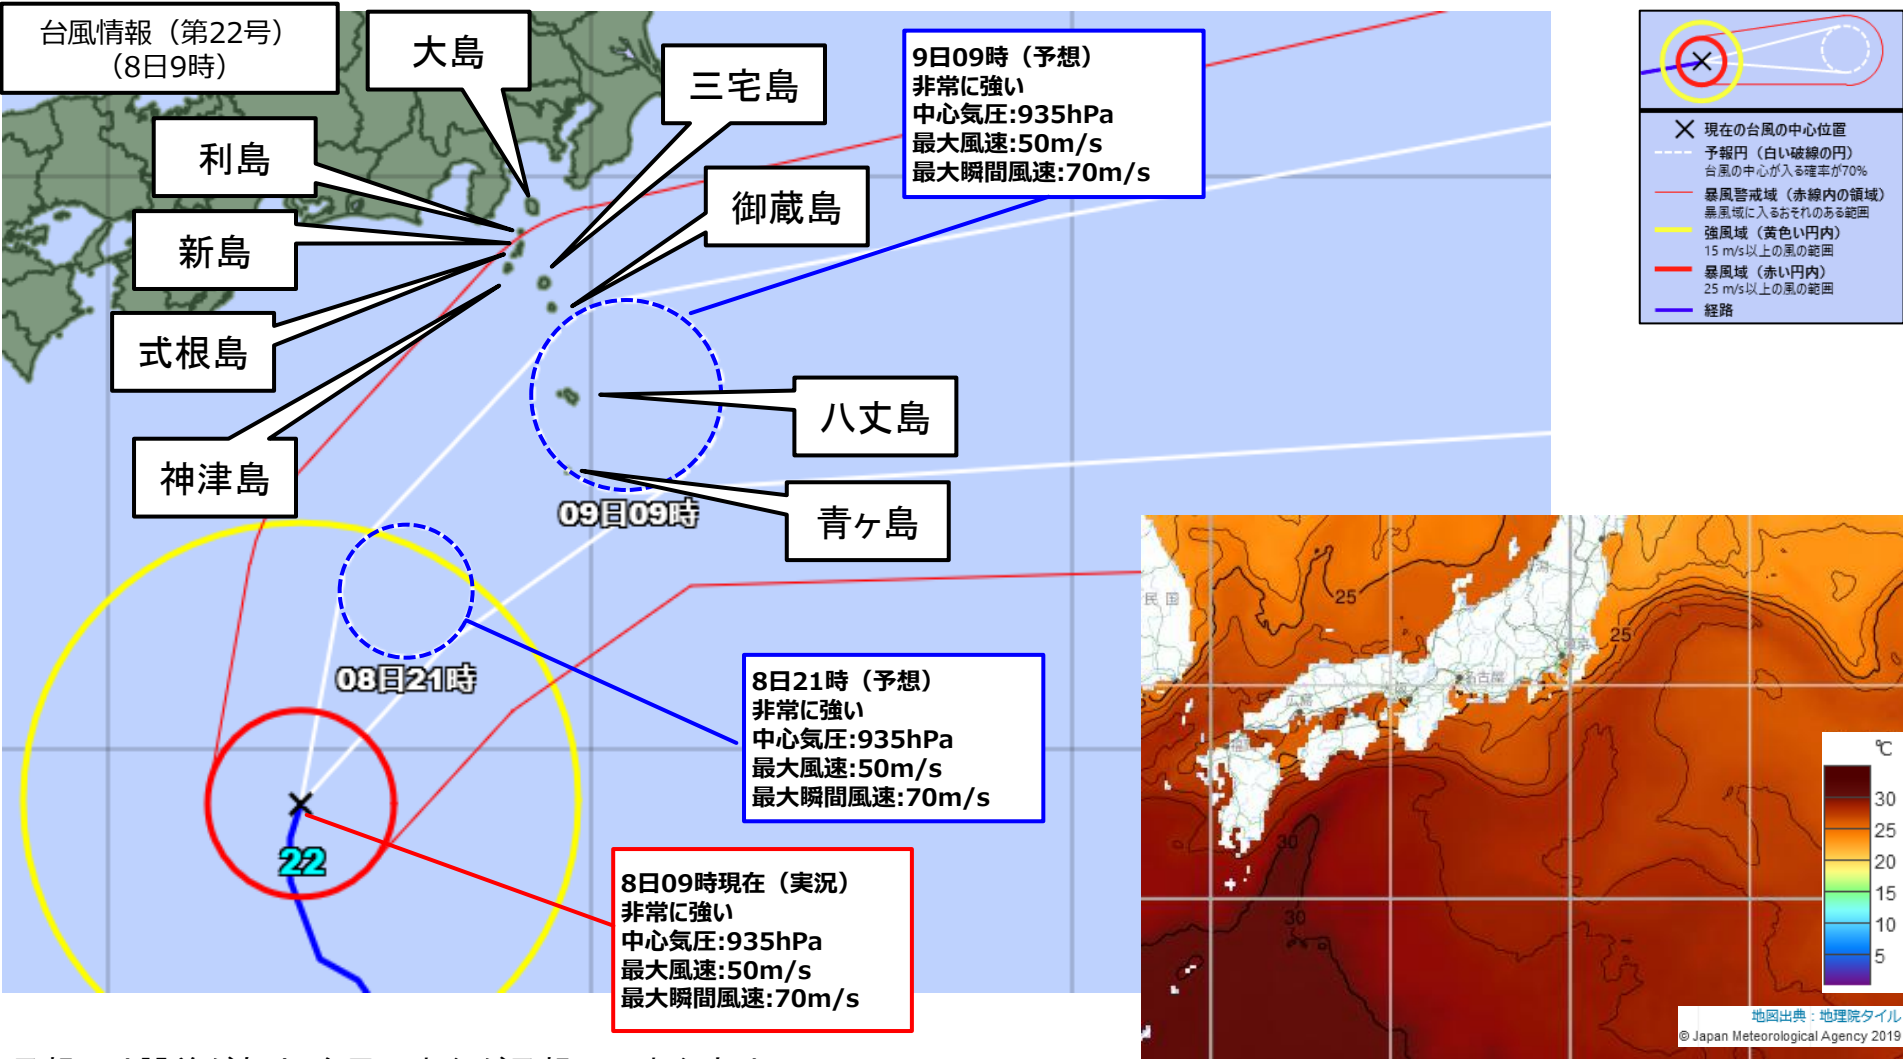 台風情報（第22号）
（8日9時）
大島
三宅島
利島
御蔵島
新島
式根島
八丈島
神津島
青ヶ島
9日09時（予想）
非常に強い
中心気圧:935hPa
最大風速:50m/s
最大瞬間風速:70m/s
09日09時
08日21時
8日21時（予想）
非常に強い
中心気圧:935hPa
最大風速:50m/s
最大瞬間風速:70m/s
22
8日09時現在（実況）
非常に強い
中心気圧:935hPa
最大風速:50m/s
最大瞬間風速:70m/s
現在の台風の中心位置
予報円（白い破線の円）
台風の中心が入る確率が70%
暴風警戒域（赤線内の領域）
暴風域に入るおそれのある範囲
強風域（黄色い円内）
15 m/s以上の風の範囲
暴風域（赤い円内）
25 m/s以上の風の範囲
経路
民国
25
25
東京
名古屋
広島
30
30
℃
30
25
20
15
10
5
地図出典：地理院タイル
© Japan Meteorological Agency 2019